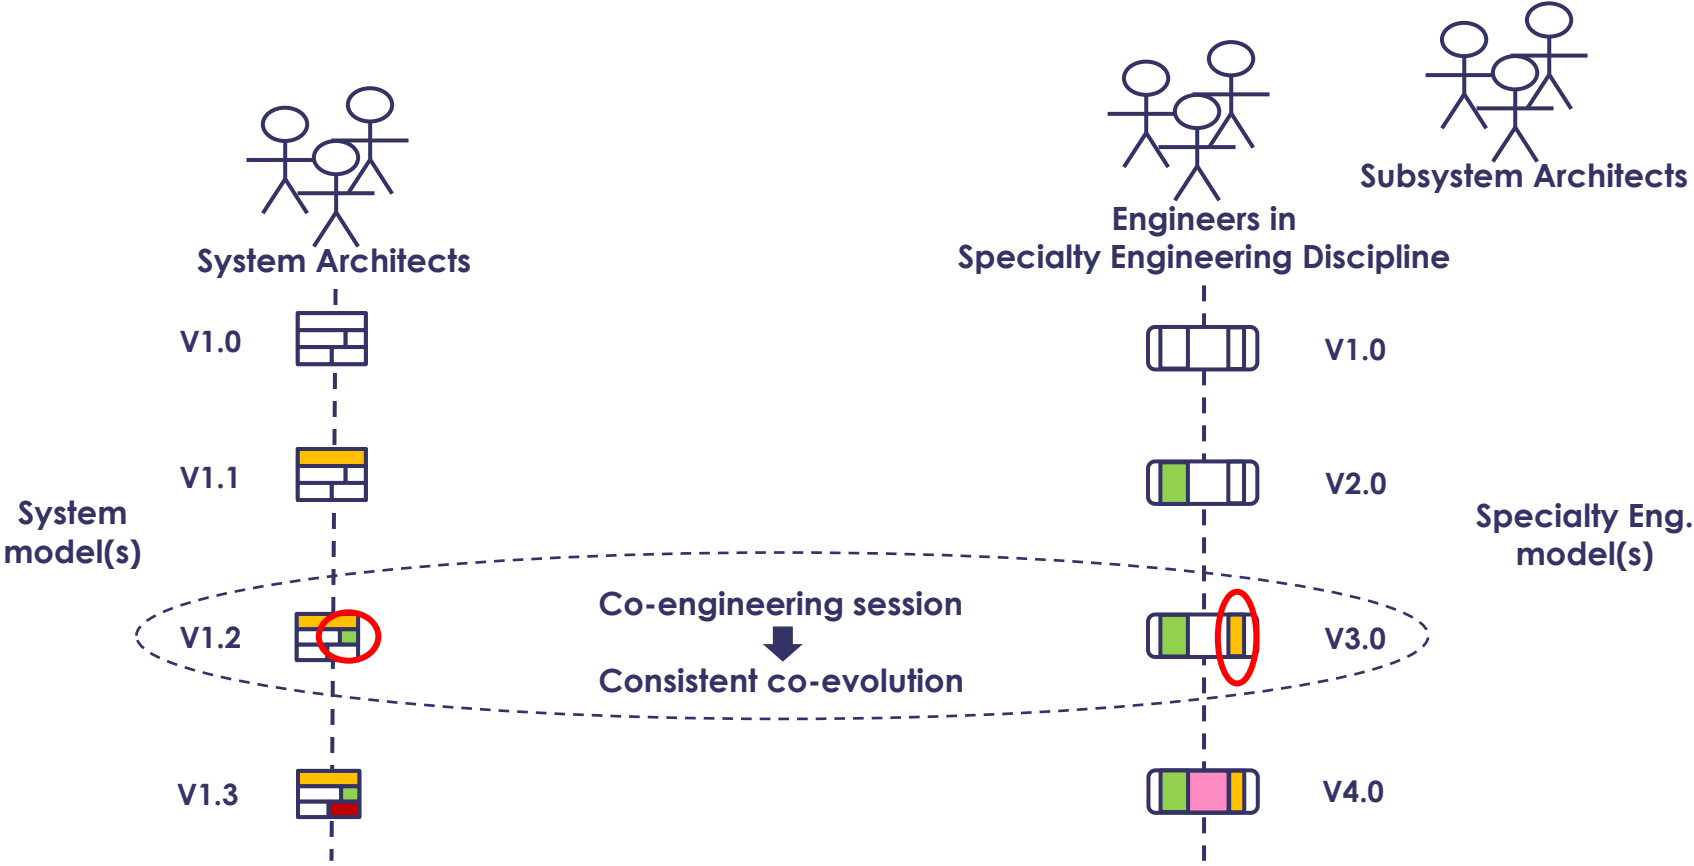 Subsystem Architects
Engineers in
Specialty Engineering Discipline
System Architects
V1.0
V1.0
V1.1
V2.0
System
model(s)
Specialty Eng.
model(s)
Co-engineering session
V1.2
V3.0
Consistent co-evolution
V1.3
V4.0